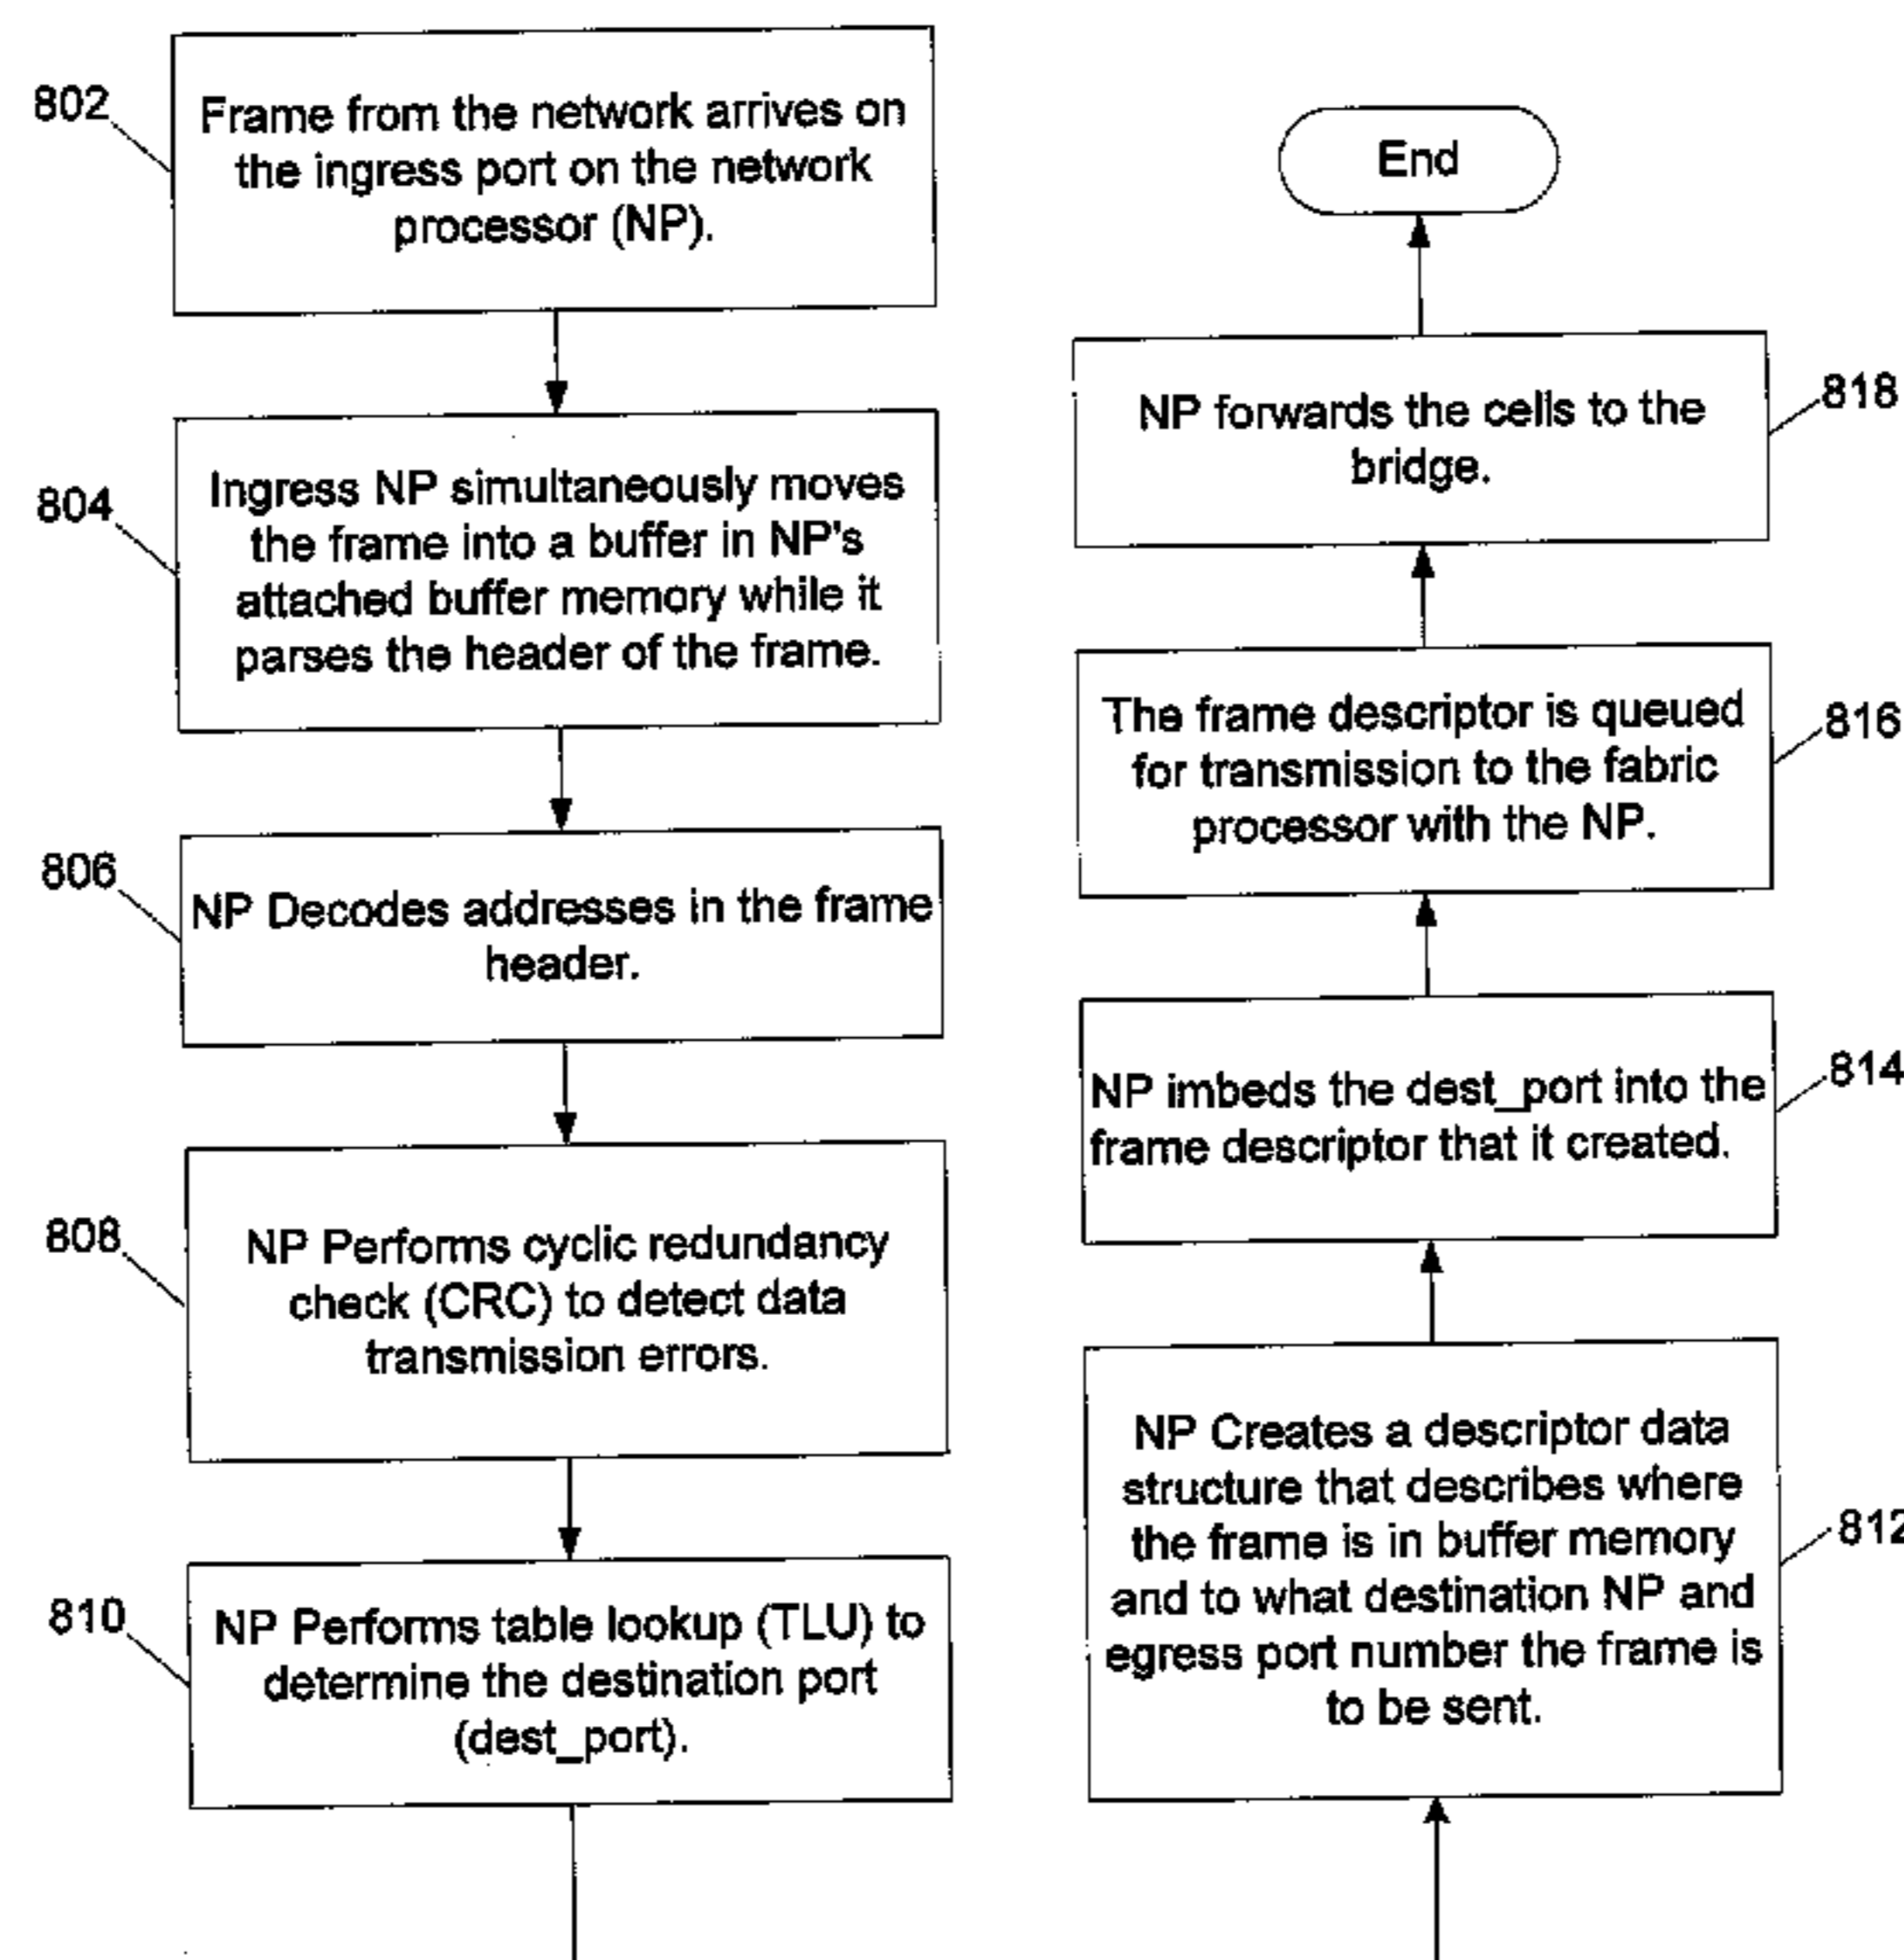 802
Frame from the network arrives on
the ingress port on the network
processor (NP).
804
Ingress NP simultaneously moves
the frame into a buffer in NP's
attached buffer memory while it
parses the header of the frame.
806
NP Decodes addresses in the frame
header.
808
NP Performs cyclic redundancy
check (CRC) to detect data
transmission errors.
810
NP Performs table lookup (TLU) to
determine the destination port
(dest_port).
End
NP forwards the cells to the
bridge.
818
The frame descriptor is queued
for transmission to the fabric
processor with the NP.
816
NP imbeds the dest_port into the
frame descriptor that it created.
814
NP Creates a descriptor data
structure that describes where
the frame is in buffer memory
and to what destination NP and
egress port number the frame is
to be sent.
812